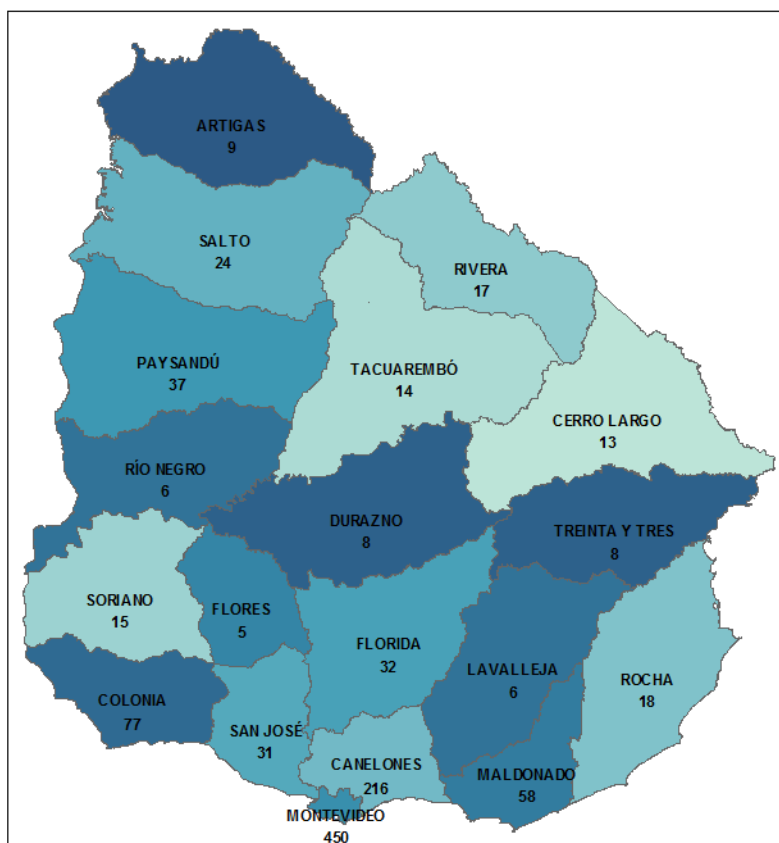 ARTIGAS
9
SALTO
24
RIVERA
17
PAYSANDÚ
37
TACUAREMBÓ
14
CERRO LARGO
13
RÍO NEGRO
6
DURAZNO
8
TREINTA Y TRES
8
SORIANO
15
FLORES
5
FLORIDA
32
LAVALLEJA
6
ROCHA
18
COLONIA
77
SAN JOSÉ
31
CANELONES
216
MALDONADO
58
MONTEVIDEO
450